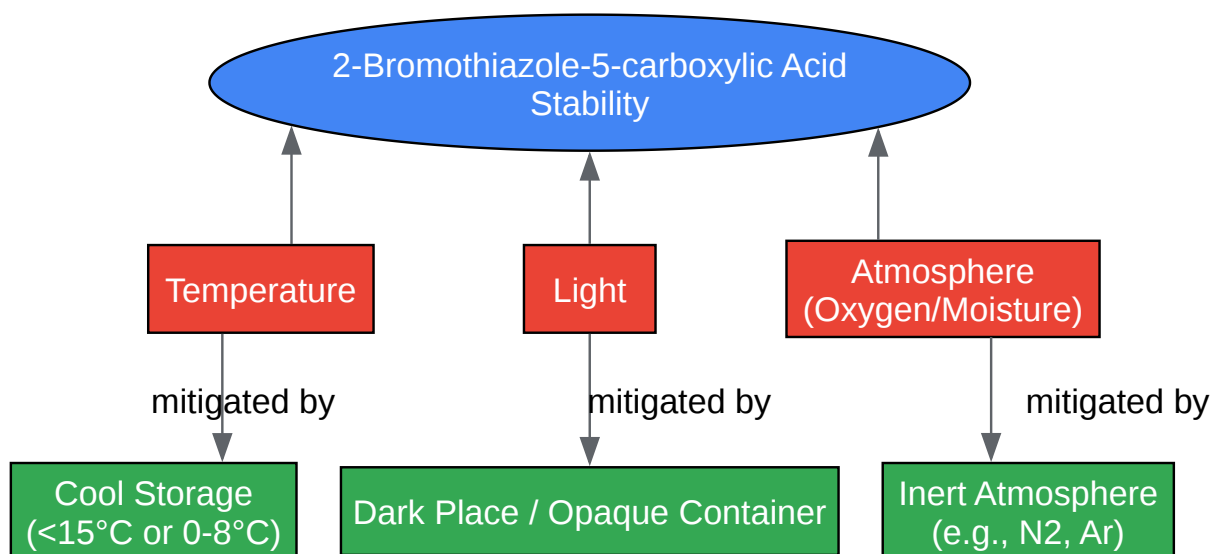 2-Bromothiazole-5-carboxylic Acid
Stability
Temperature
Light
Atmosphere
(Oxygen/Moisture)
mitigated by
mitigated by
mitigated by
Cool Storage
(<15°C or 0-8°C)
Dark Place / Opaque Container
Inert Atmosphere
(e.g., N2, Ar)